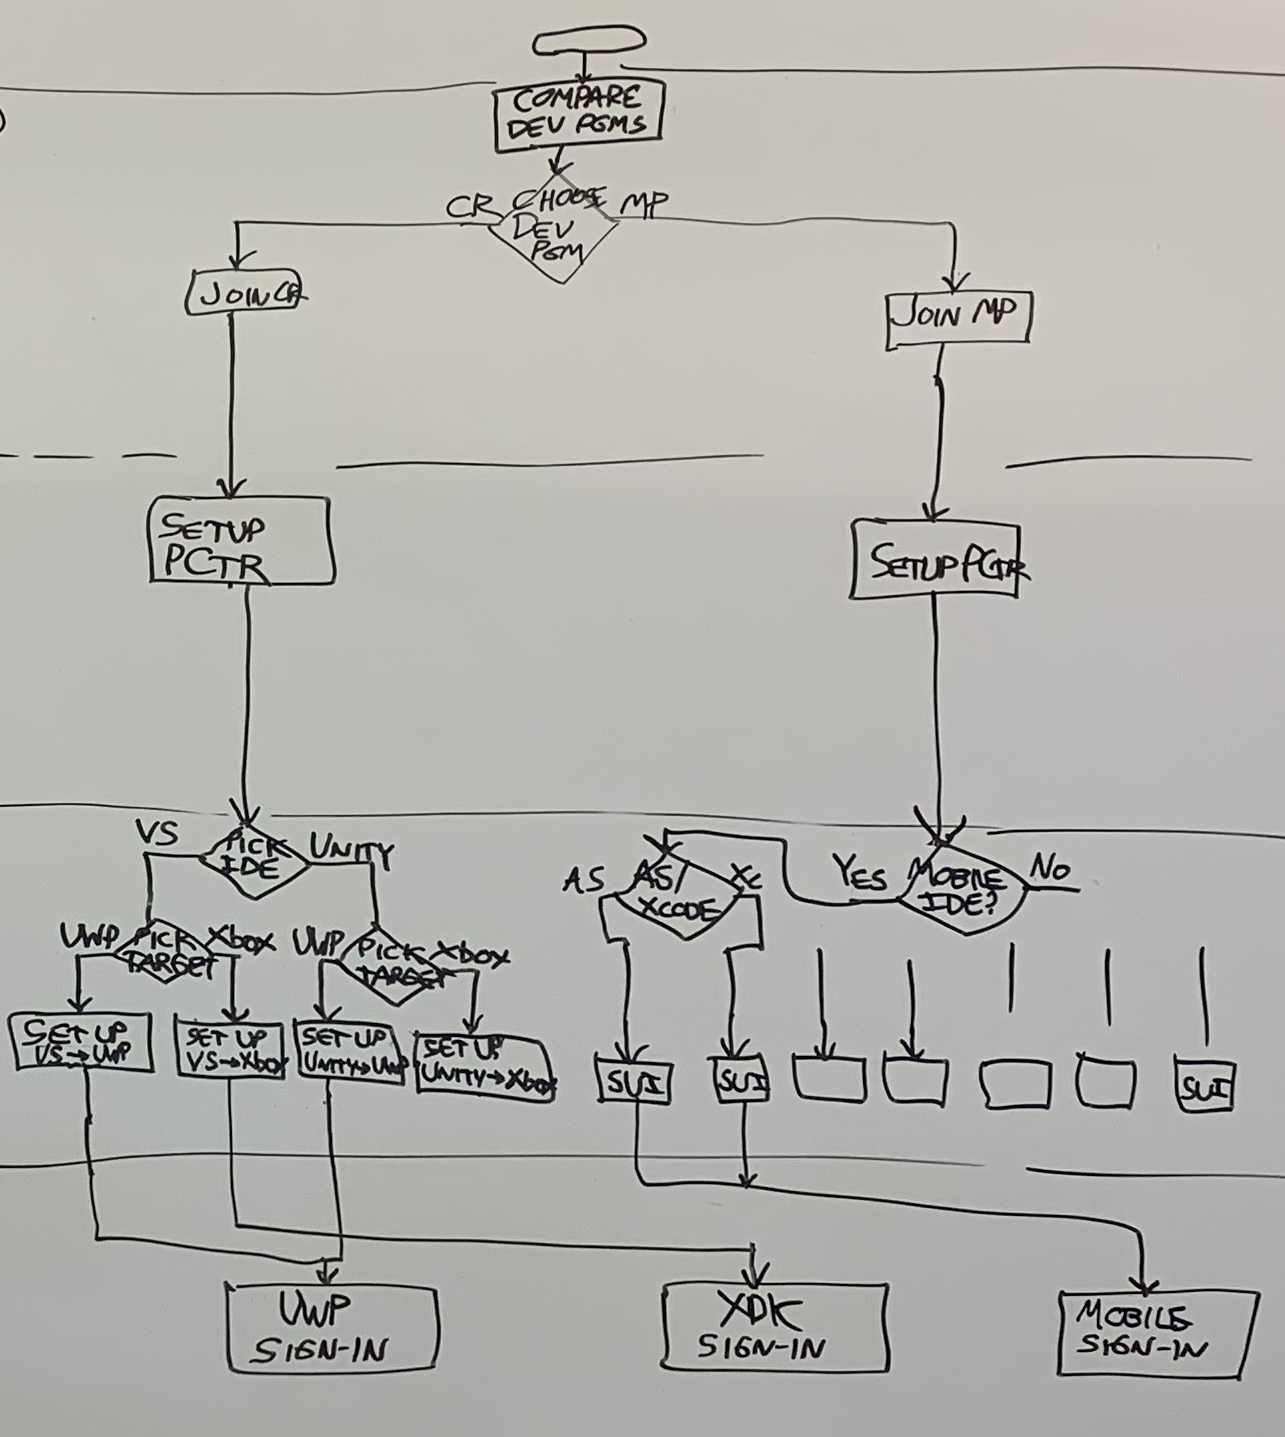 COMPARE
DEV PGMS
CR
CHOOSE
DEV
PGM
MP
JOIN CR
JOIN MP
SETUP
PCTR
SETUP PCTR
VS
PICK
IDE
UNITY
AS
AS/
XCODE
XC
YES
MOBILE
IDE?
NO
UWP
PICK
TARGET
Xbox
UWP
PICK
TARGET
Xbox
SET UP
VS→UWP
SET UP
VS→Xbox
SET UP
UNITY→UWP
SET UP
UNITY→Xbox
SUI
SUI
SUI
UWP
SIGN-IN
XDK
SIGN-IN
MOBILE
SIGN-IN